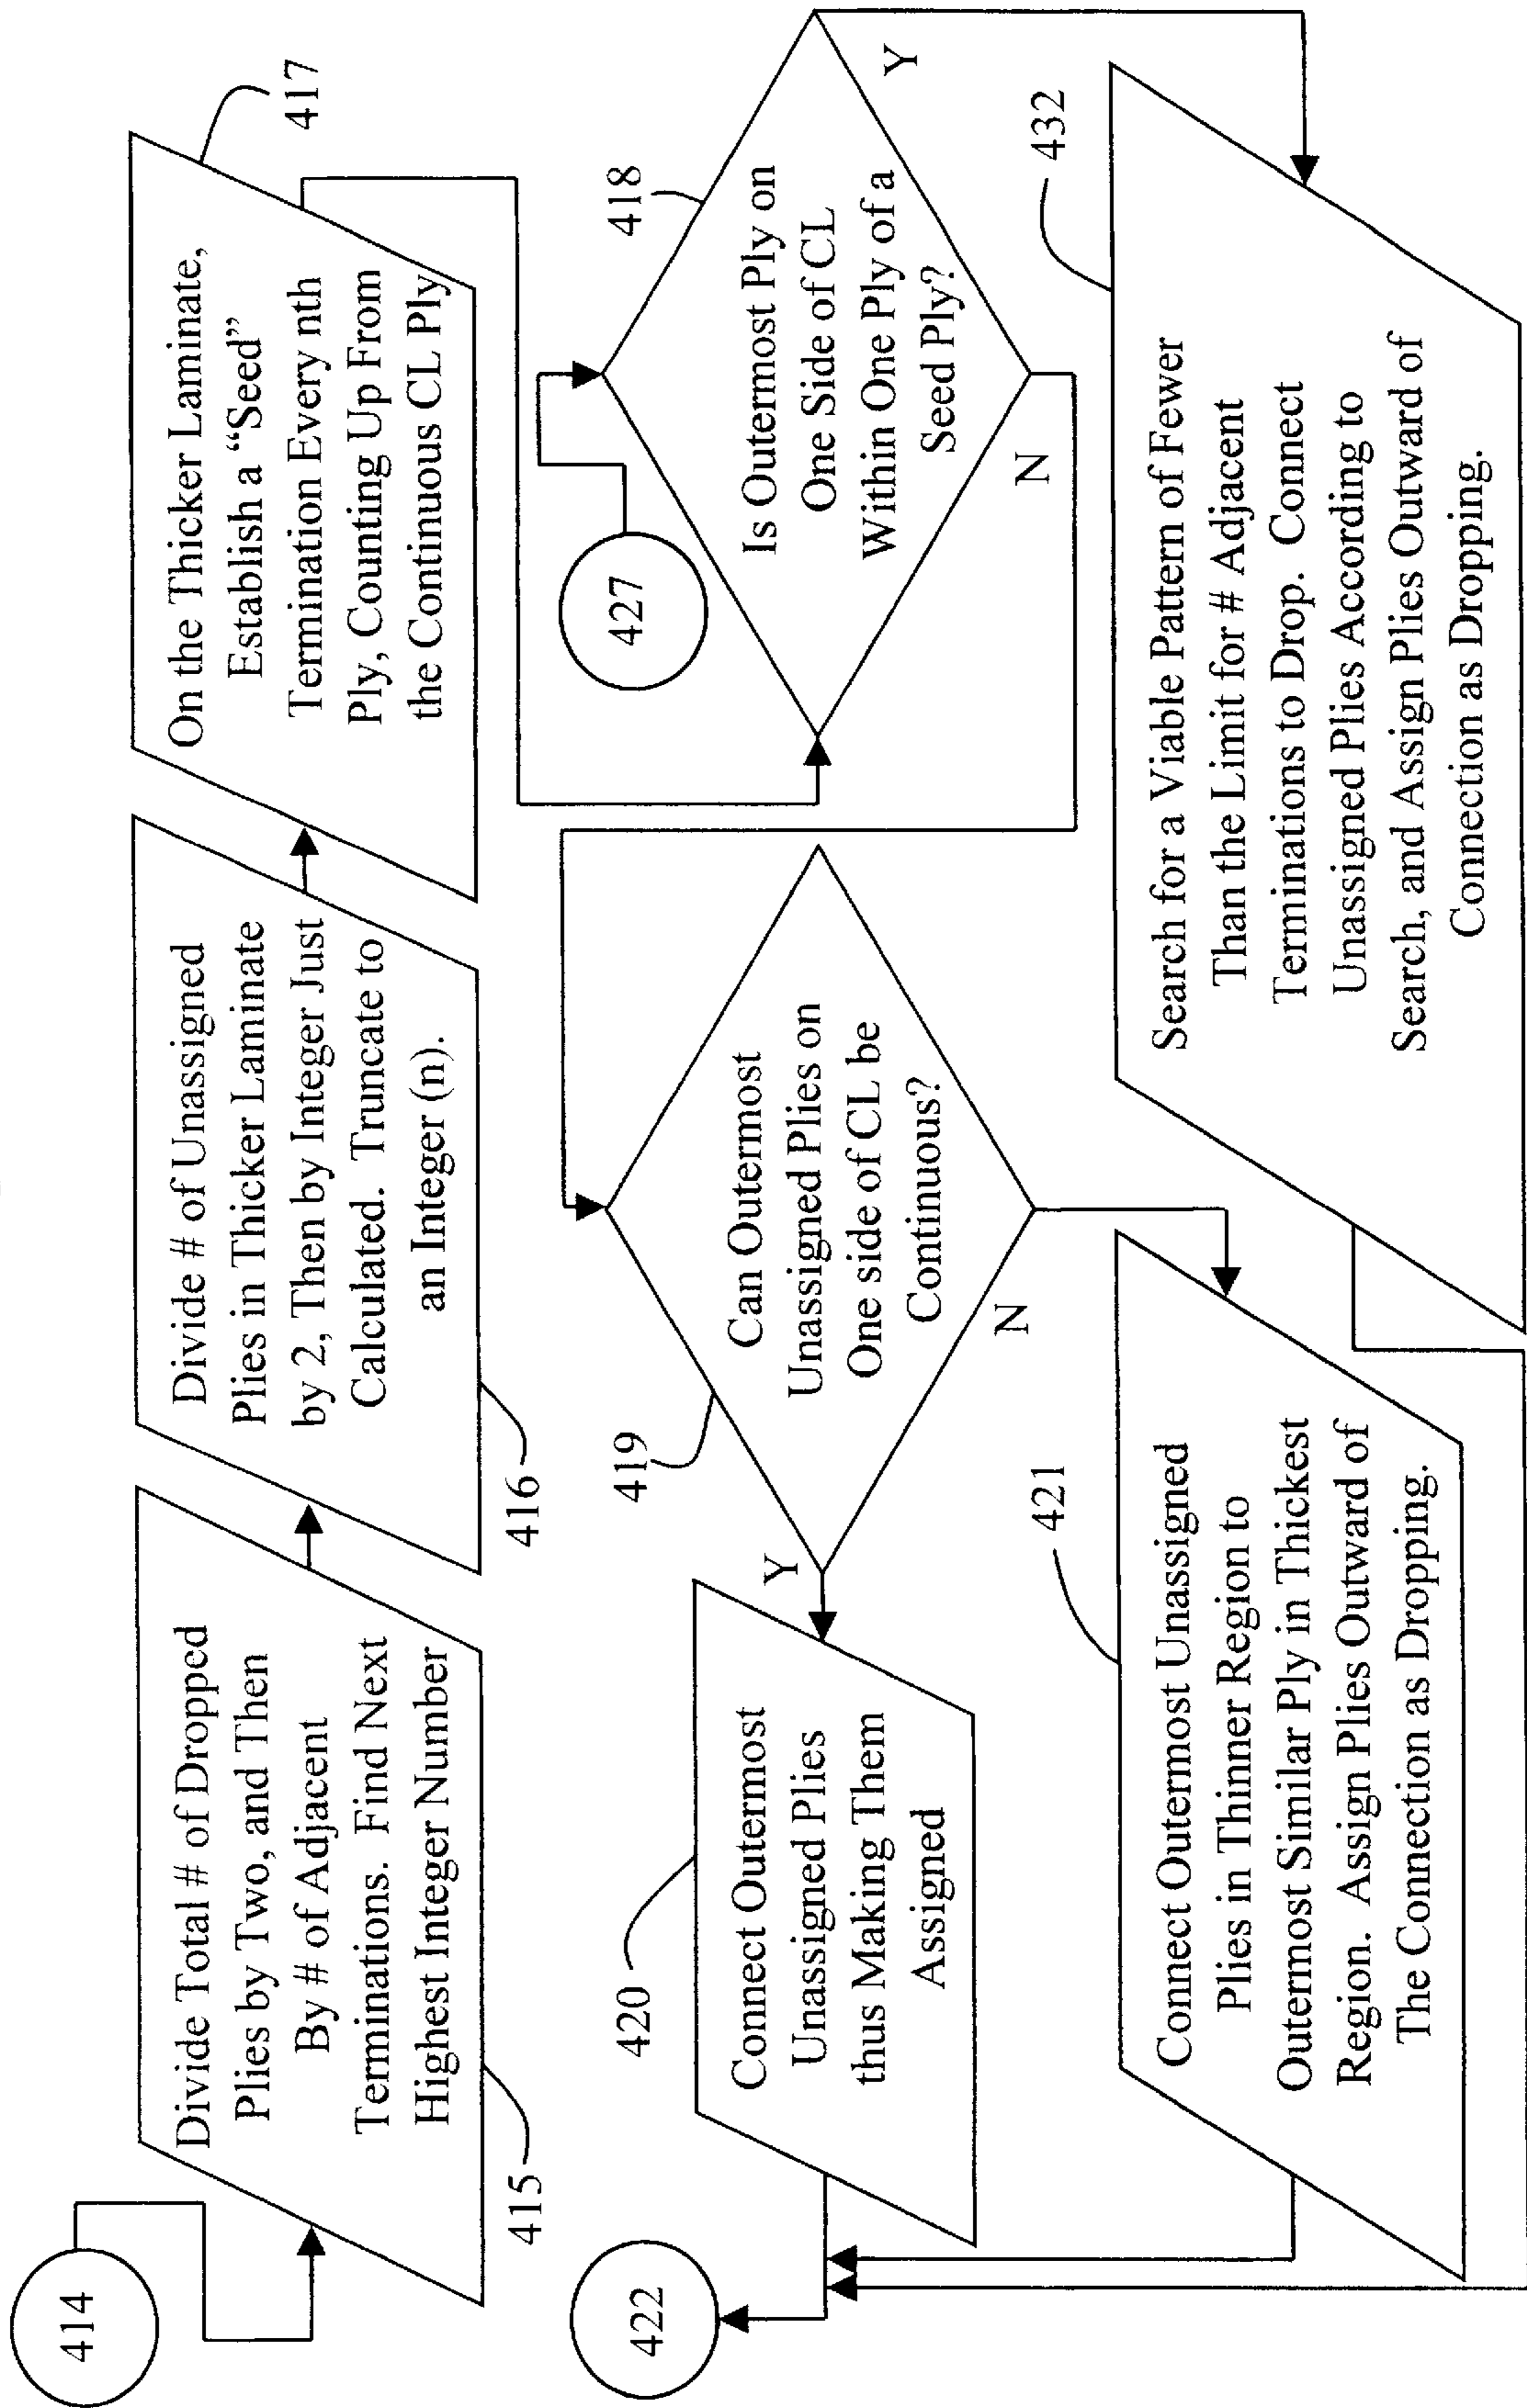 414
Divide Total # of Dropped
Plies by Two, and Then
By # of Adjacent
Terminations. Find Next
Highest Integer Number
415
Divide # of Unassigned
Plies in Thicker Laminate
by 2, Then by Integer Just
Calculated. Truncate to
an Integer (n).
416
On the Thicker Laminate,
Establish a “Seed”
Termination Every nth
Ply, Counting Up From
the Continuous CL Ply
417
427
Is Outermost Ply on
One Side of CL
Within One Ply of a
Seed Ply?
418
Y
N
Can Outermost
Unassigned Plies on
One side of CL be
Continuous?
419
Y
N
Connect Outermost
Unassigned Plies
thus Making Them
Assigned
420
422
Connect Outermost Unassigned
Plies in Thinner Region to
Outermost Similar Ply in Thickest
Region. Assign Plies Outward of
The Connection as Dropping.
421
Search for a Viable Pattern of Fewer
Than the Limit for # Adjacent
Terminations to Drop. Connect
Unassigned Plies According to
Search, and Assign Plies Outward of
Connection as Dropping.
432